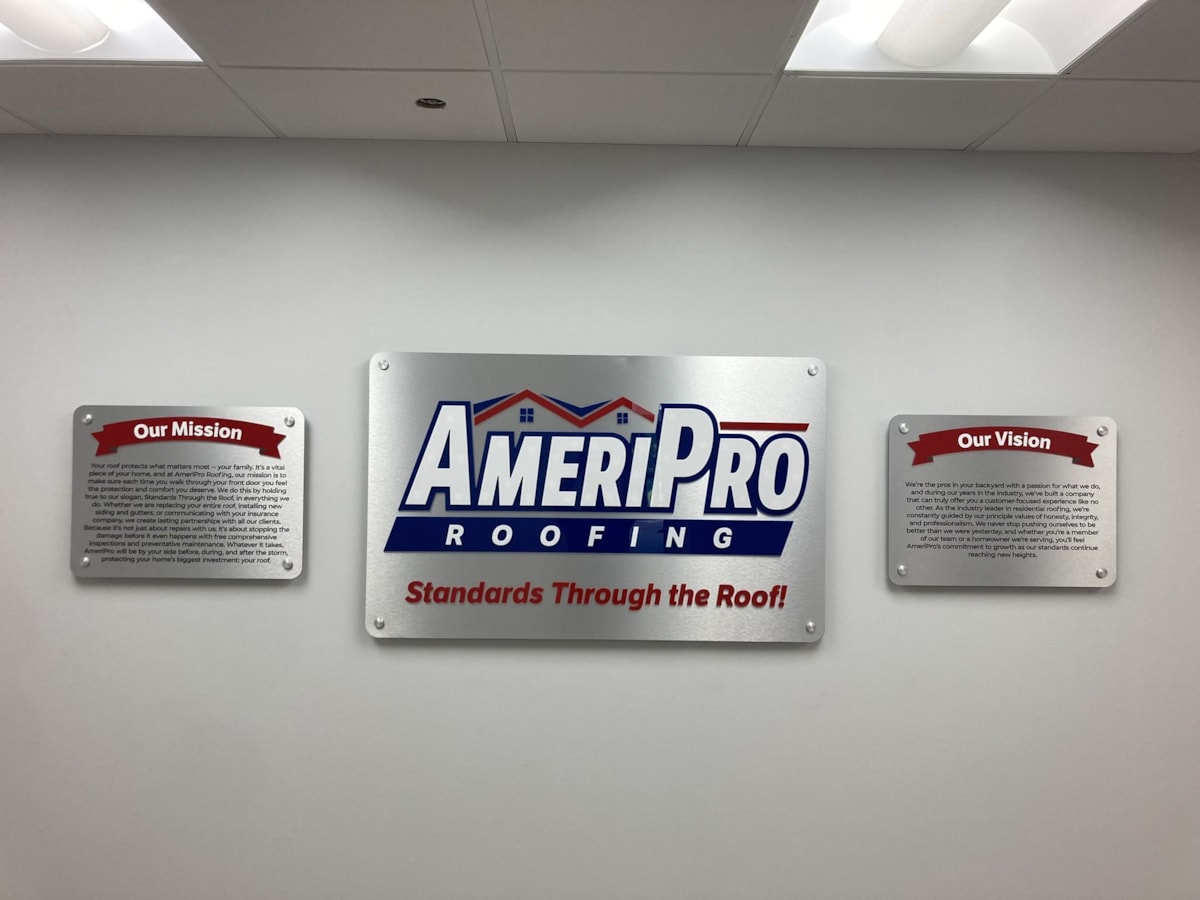 Our Mission
Your roof protects what matters most — your family. It's a vital
piece of your home, and at AmeriPro Roofing, our mission is to
make sure each time you walk through your front door you feel
the protection and comfort you deserve. We do this by holding
true to our slogan, Standards Through the Roof, in everything we
do. Whether we are replacing your entire roof, installing new
siding and gutters, or communicating with your insurance
company, we create lasting partnerships with all our clients.
Because it's not just about repairs with us, it's about stopping the
damage before it even happens with free comprehensive
inspections and preventative maintenance. Whatever it takes,
AmeriPro will be by your side before, during, and after the storm,
protecting your home's biggest investment: your roof.
AMERIPRO
ROOFING
Standards Through the Roof!
Our Vision
We're the pros in your backyard with a passion for what we do,
and during our years in the industry, we've built a company
that can truly offer you a customer-focused experience like no
other. As the industry leader in residential roofing, we're
constantly guided by our principle values of honesty, integrity,
and professionalism. We never stop pushing ourselves to be
better than we were yesterday, and whether you're a member
of our team or a homeowner we're serving, you'll feel
AmeriPro's commitment to growth as our standards continue
reaching new heights.